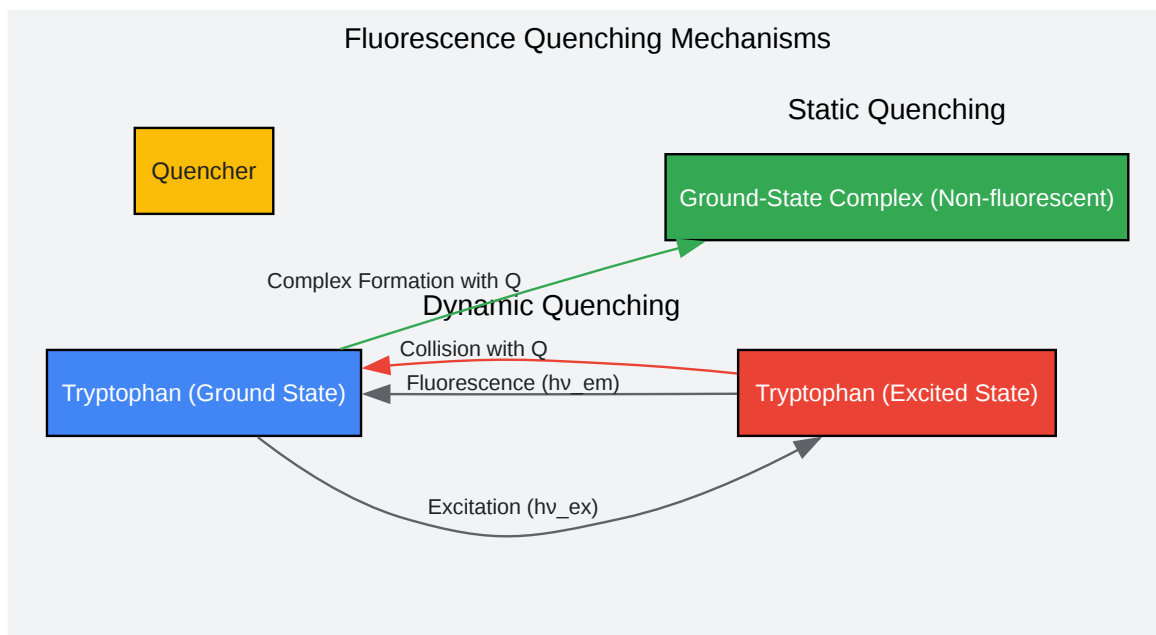 Fluorescence Quenching Mechanisms
Static Quenching
Quencher
Ground-State Complex (Non-fluorescent)
Complex Formation with Q
Dynamic Quenching
Collision with Q
Fluorescence (hν_em)
Tryptophan (Ground State)
Tryptophan (Excited State)
Excitation (hν_ex)